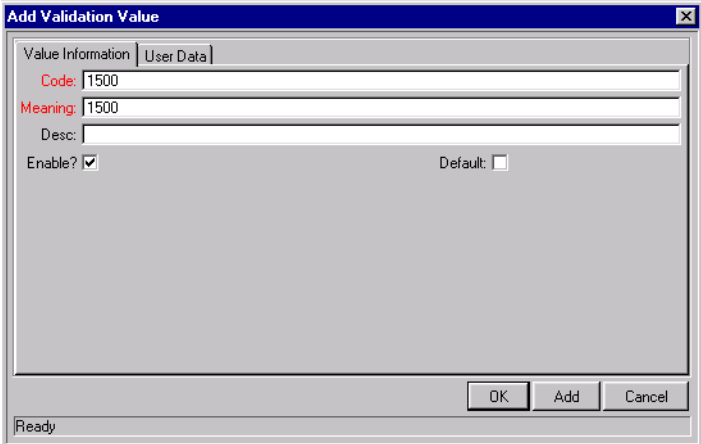 Add Validation Value
Value Information User Data
Code: 1500
Meaning: 1500
Desc:
Enable? Default:
OK Add Cancel
Ready